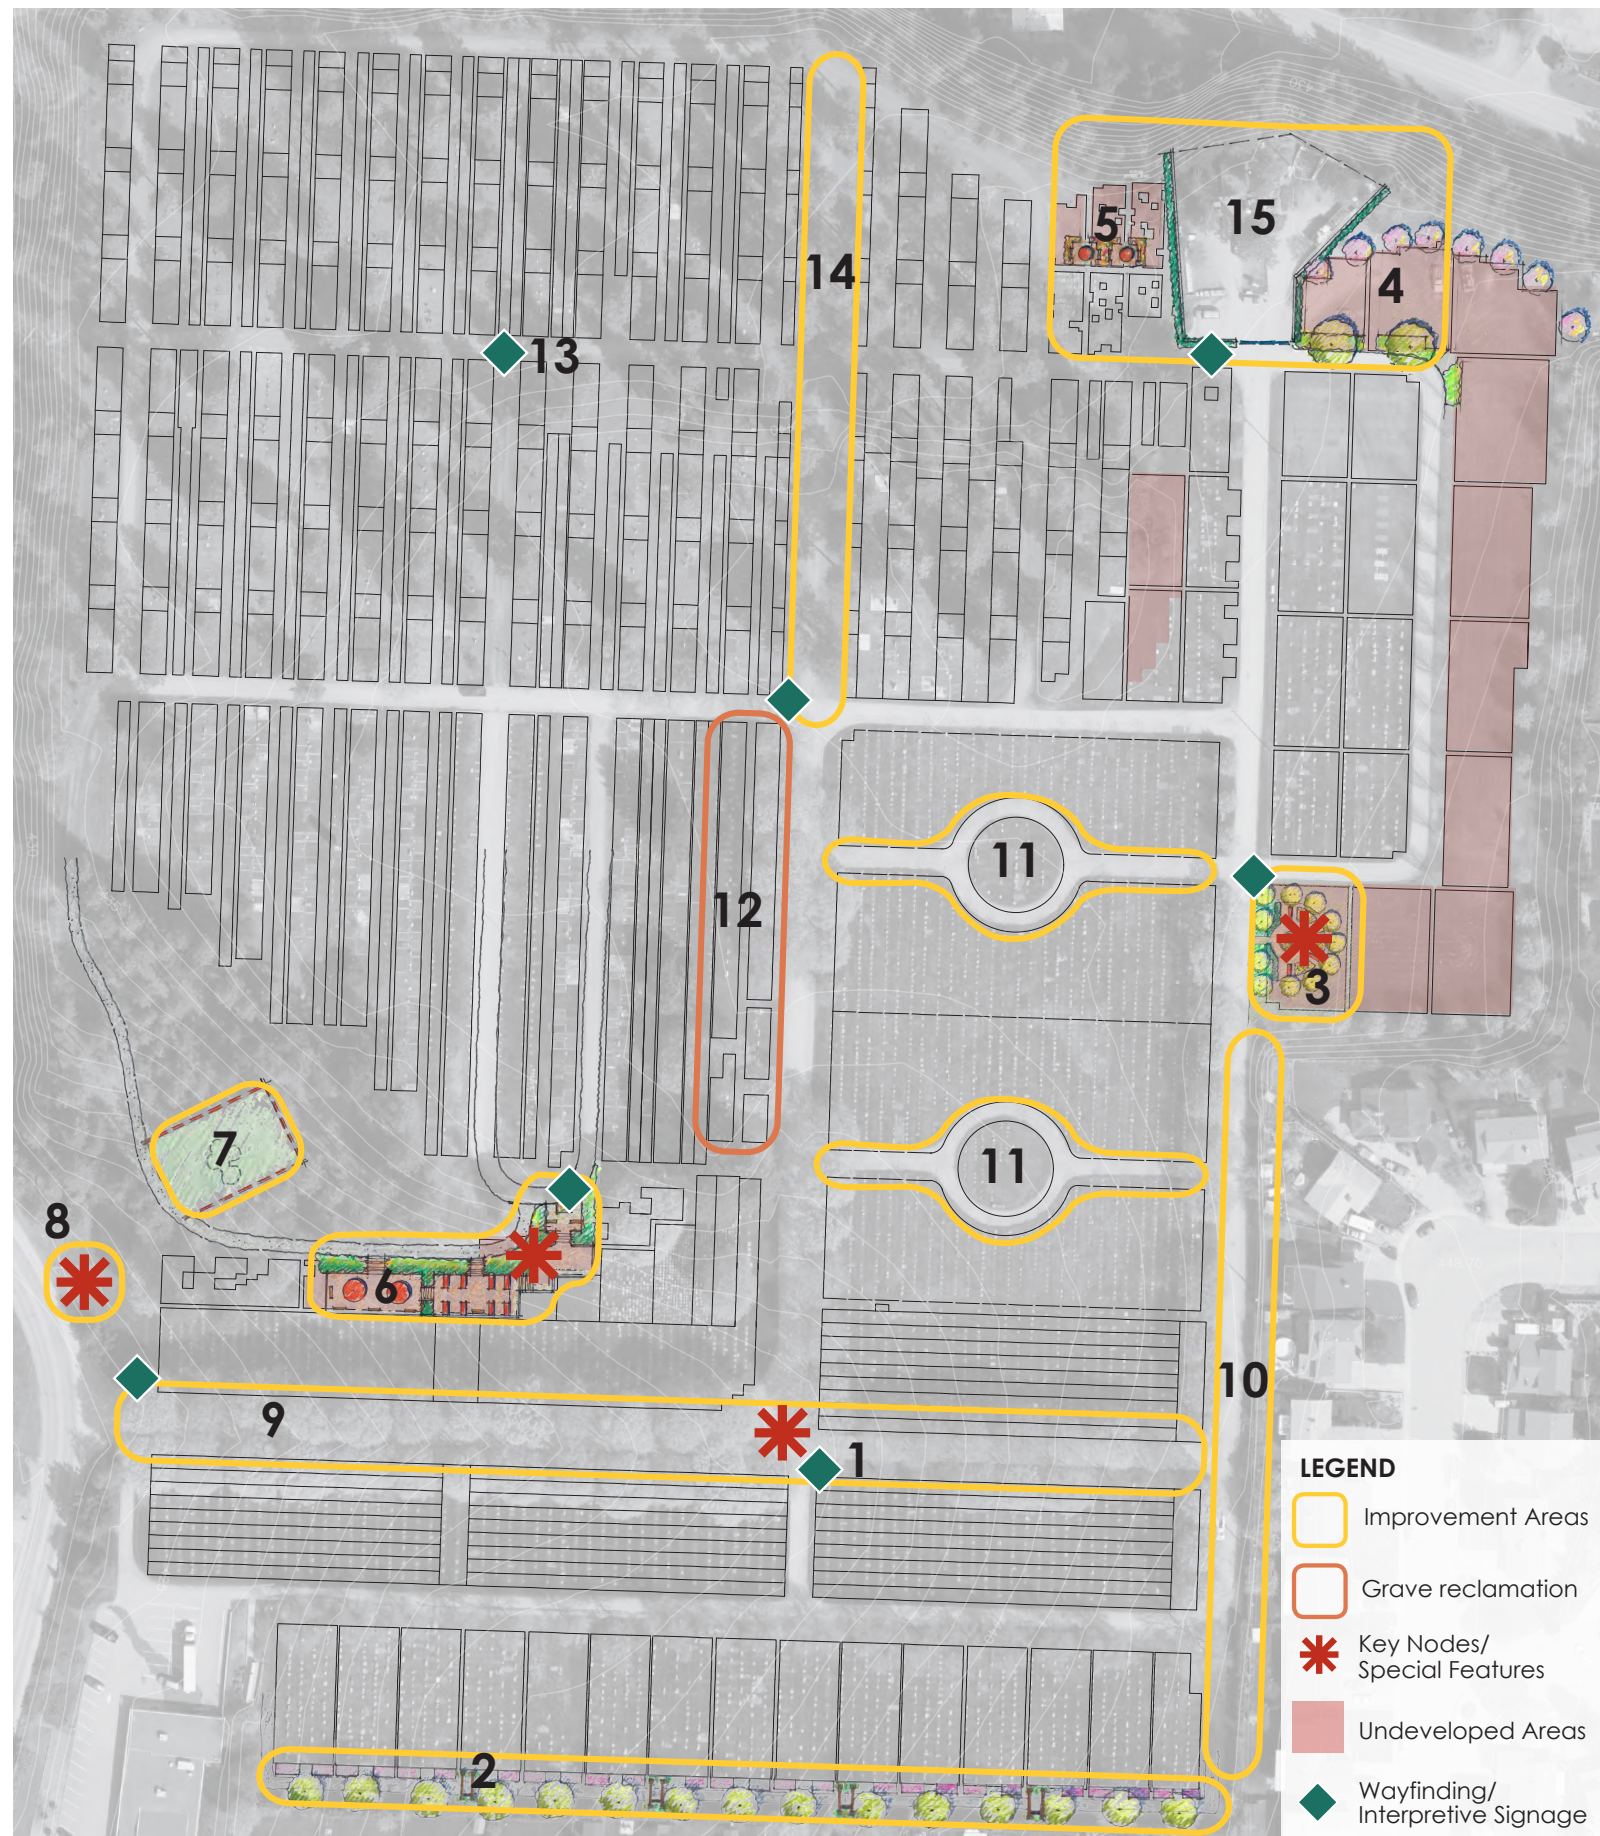 14
5
15
4
13
11
12
3
11
7
8
6
10
9
1
2
LEGEND
Improvement Areas
Grave reclamation
Key Nodes/
Special Features
Undeveloped Areas
Wayfinding/
Interpretive Signage